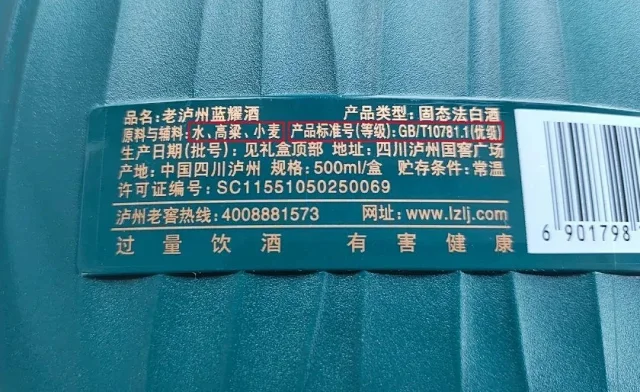 品名:老泸州蓝耀酒 产品类型:固态法白酒
原料与辅料:水、高粱、小麦 产品标准号(等级):GB/T10781.1(优级)
生产日期(批号):见礼盒顶部 地址:四川泸州国窖广场
产地:中国四川泸州 规格:500ml/盒 贮存条件:常温
许可证编号:SC11551050250069
泸州老窖热线:4008881573 网址:www.lzlj.com
过量饮酒 有害健康
6 901798